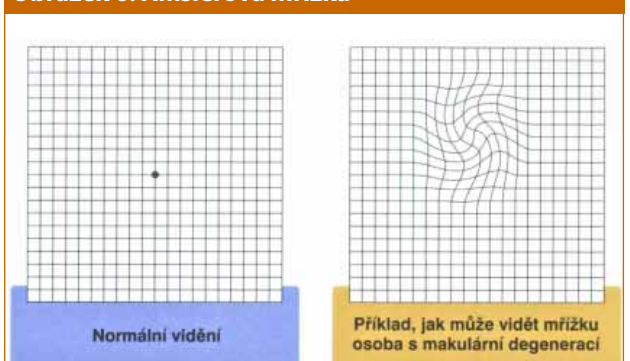 Normální vidění
Příklad, jak může vidět mřížku
osoba s makulární degenerací